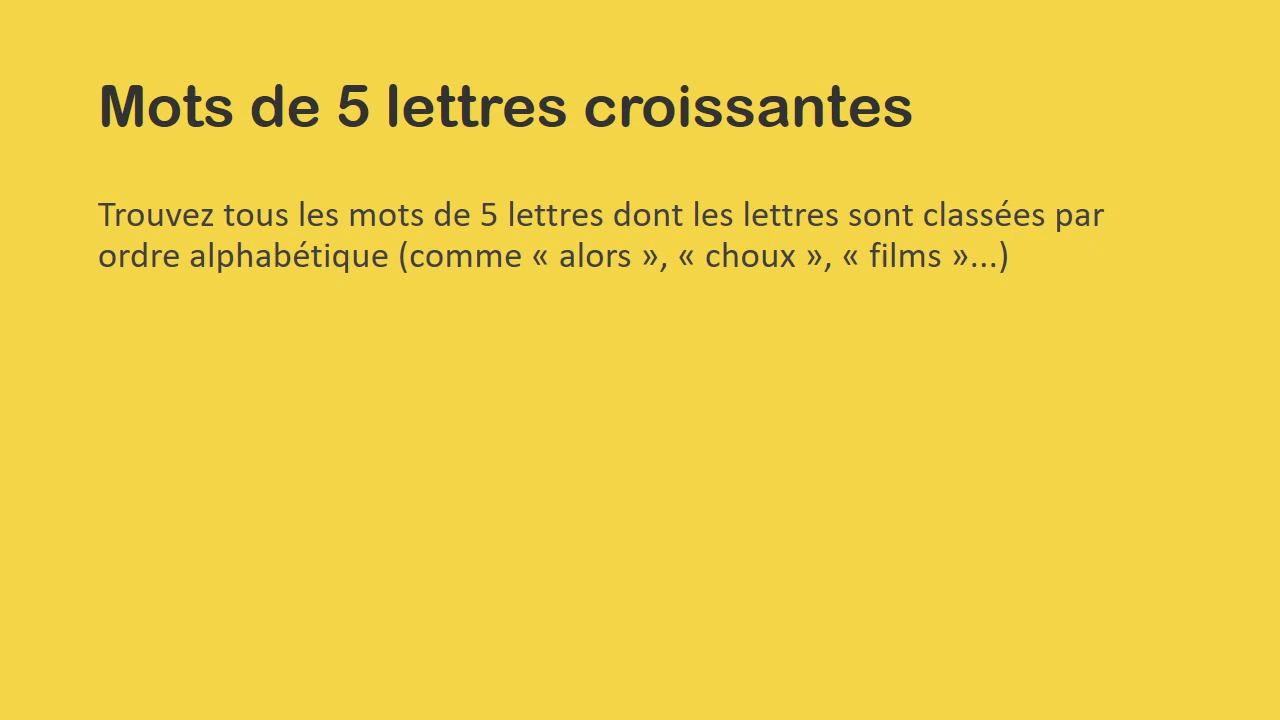 Mots de 5 lettres croissantes
Trouvez tous les mots de 5 lettres dont les lettres sont classées par
ordre alphabétique (comme « alors », « choux », « films »...)